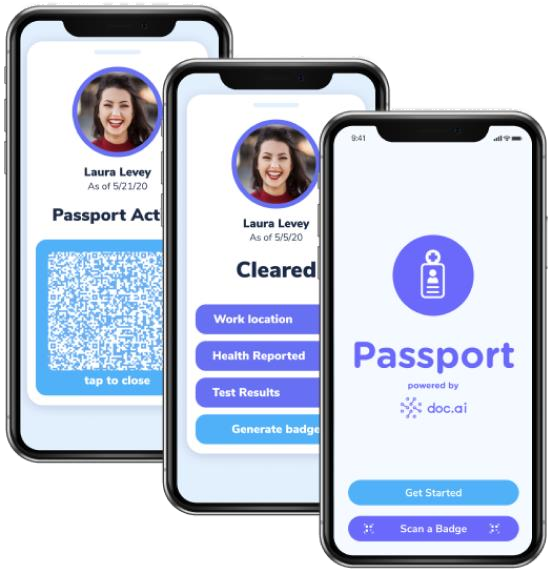 Laura Levey
As of 5/21/20
Passport Act
tap to close
Laura Levey
As of 5/5/20
Cleared
Work location
Health Reported
Test Results
Generate badge
9:41
Passport
powered by
doc.ai
Get Started
Scan a Badge